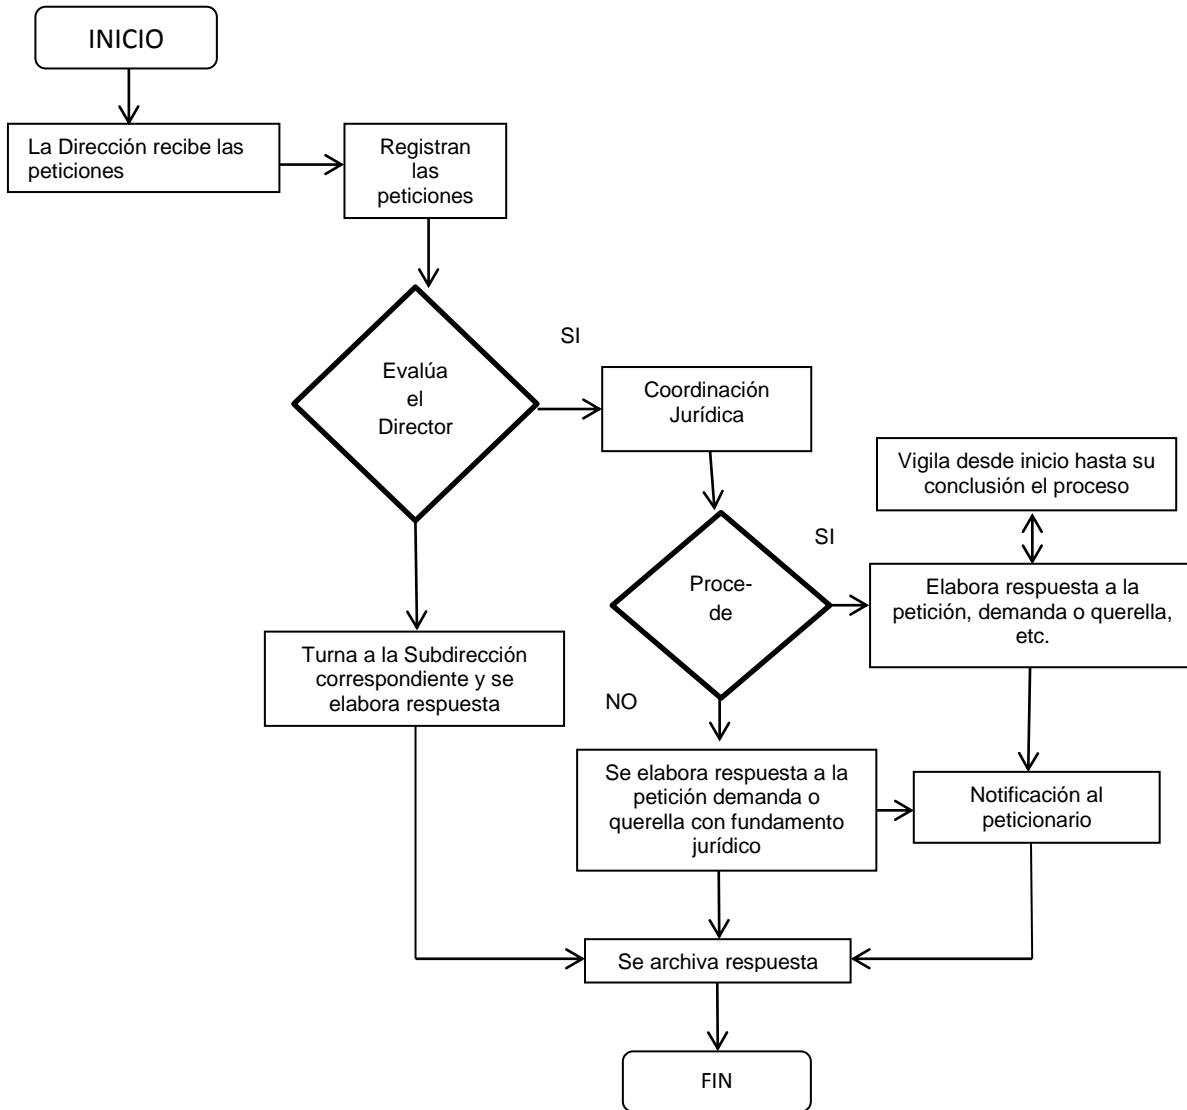 INICIO
La Dirección recibe las
peticiones
Registran
las
peticiones
Evalúa
el
Director
SI
Coordinación
Jurídica
Vigila desde inicio hasta su
conclusión el proceso
Proce-
de
SI
Elabora respuesta a la
petición, demanda o querella,
etc.
Turna a la Subdirección
correspondiente y se
elabora respuesta
NO
Se elabora respuesta a la
petición demanda o
querella con fundamento
jurídico
Notificación al
peticionario
Se archiva respuesta
FIN